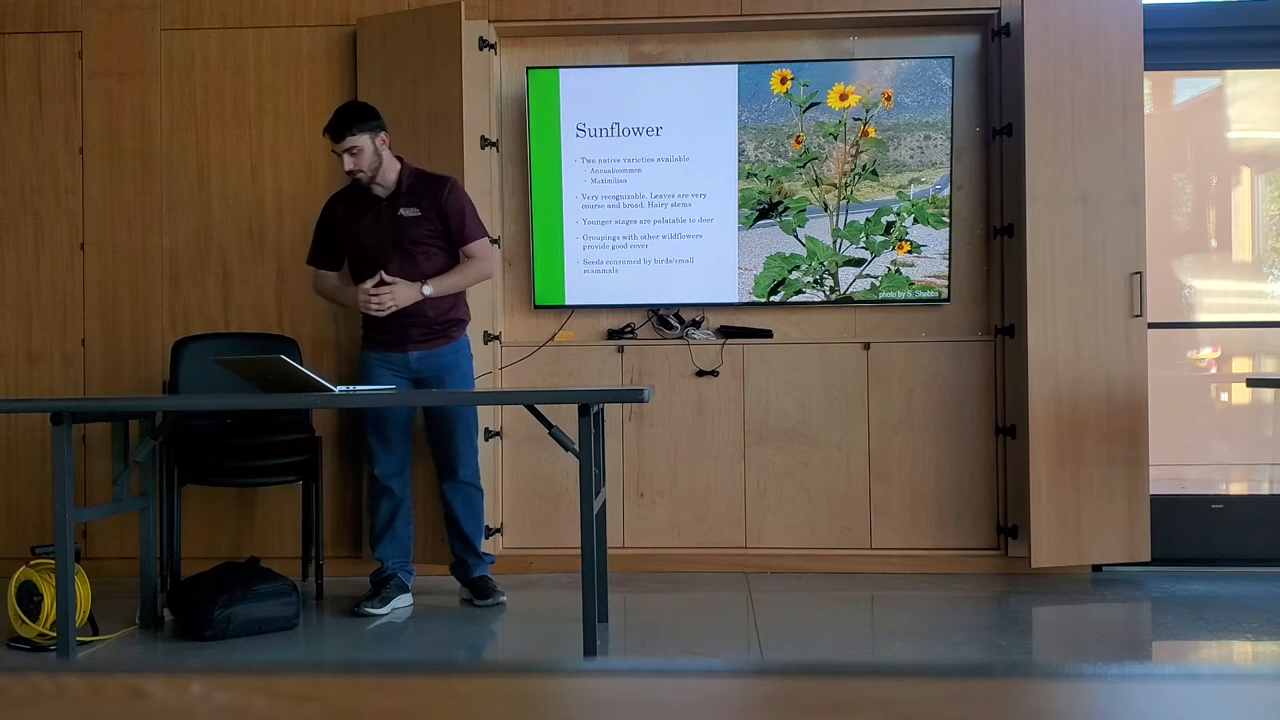 Sunflower
• Two native varieties available
• Annual/common
• Maximilian
• Very recognizable. Leaves are very
course and broad. Hairy stems
• Younger stages are palatable to deer
• Groupings with other wildflowers
provide good cover
• Seeds consumed by birds/small
mammals
photo by S. Shebbs